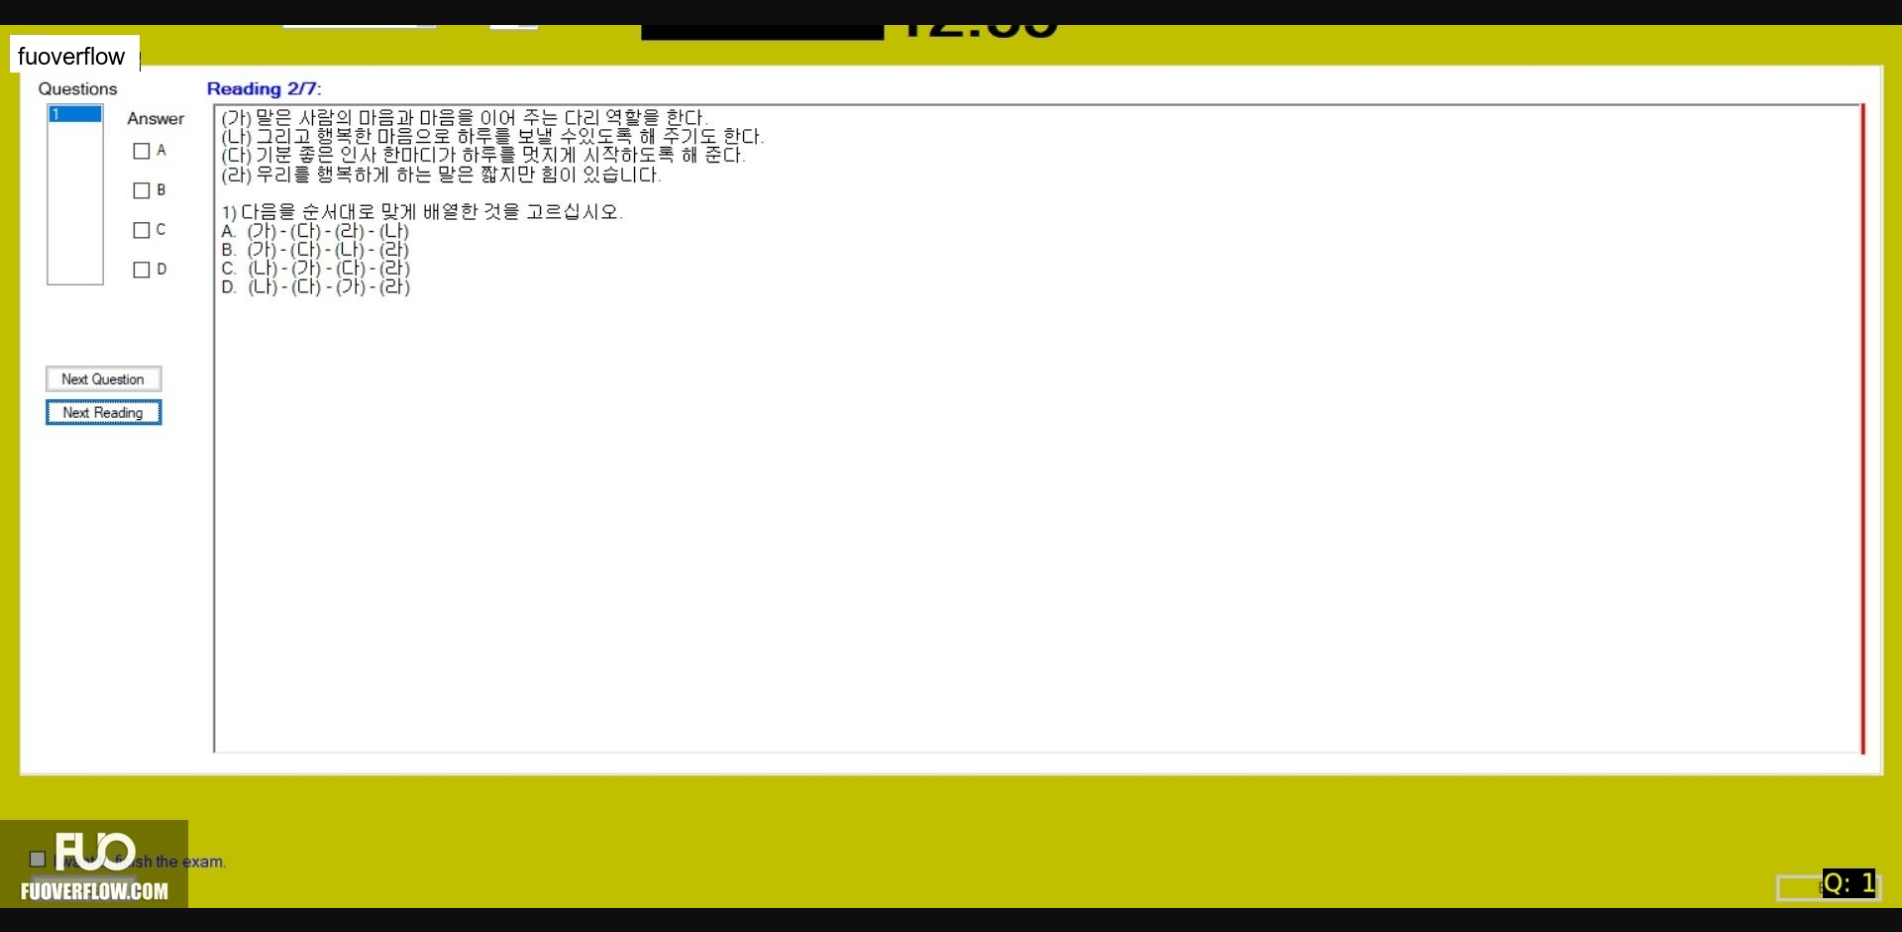 fuoverflow
Questions
1
Answer
A
B
C
D
Next Question
Next Reading
Reading 2/7:
(가) 말은 사람의 마음과 마음을 이어 주는 다리 역할을 한다.
(나) 그리고 행복한 마음으로 하루를 보낼 수있도록 해 주기도 한다.
(다) 기분 좋은 인사 한마디가 하루를 멋지게 시작하도록 해 준다.
(라) 우리를 행복하게 하는 말은 짧지만 힘이 있습니다.
1) 다음을 순서대로 맞게 배열한 것을 고르십시오.
A. (가) - (다) - (라) - (나)
B. (가) - (다) - (나) - (라)
C. (나) - (가) - (다) - (라)
D. (나) - (다) - (가) - (라)
FUO
the exam.
FUOVERFLOW.COM
Q: 1